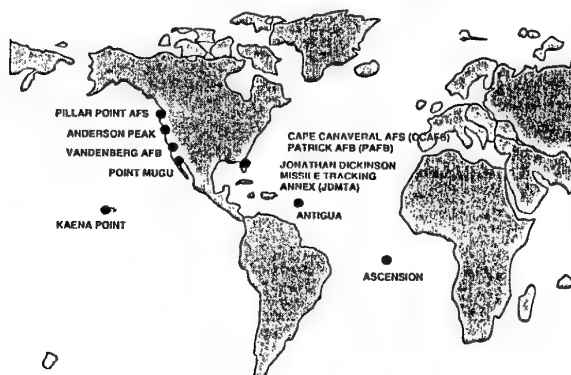 PILLAR POINT AFS
ANDERSON PEAK
VANDENBERG AFB
POINT MUGU
KAENA POINT
CAPE CANAVERAL AFS (CCAFS)
PATRICK AFB (PAFB)
JONATHAN DICKINSON
MISSILE TRACKING
ANNEX (JDMTA)
ANTIGUA
ASCENSION